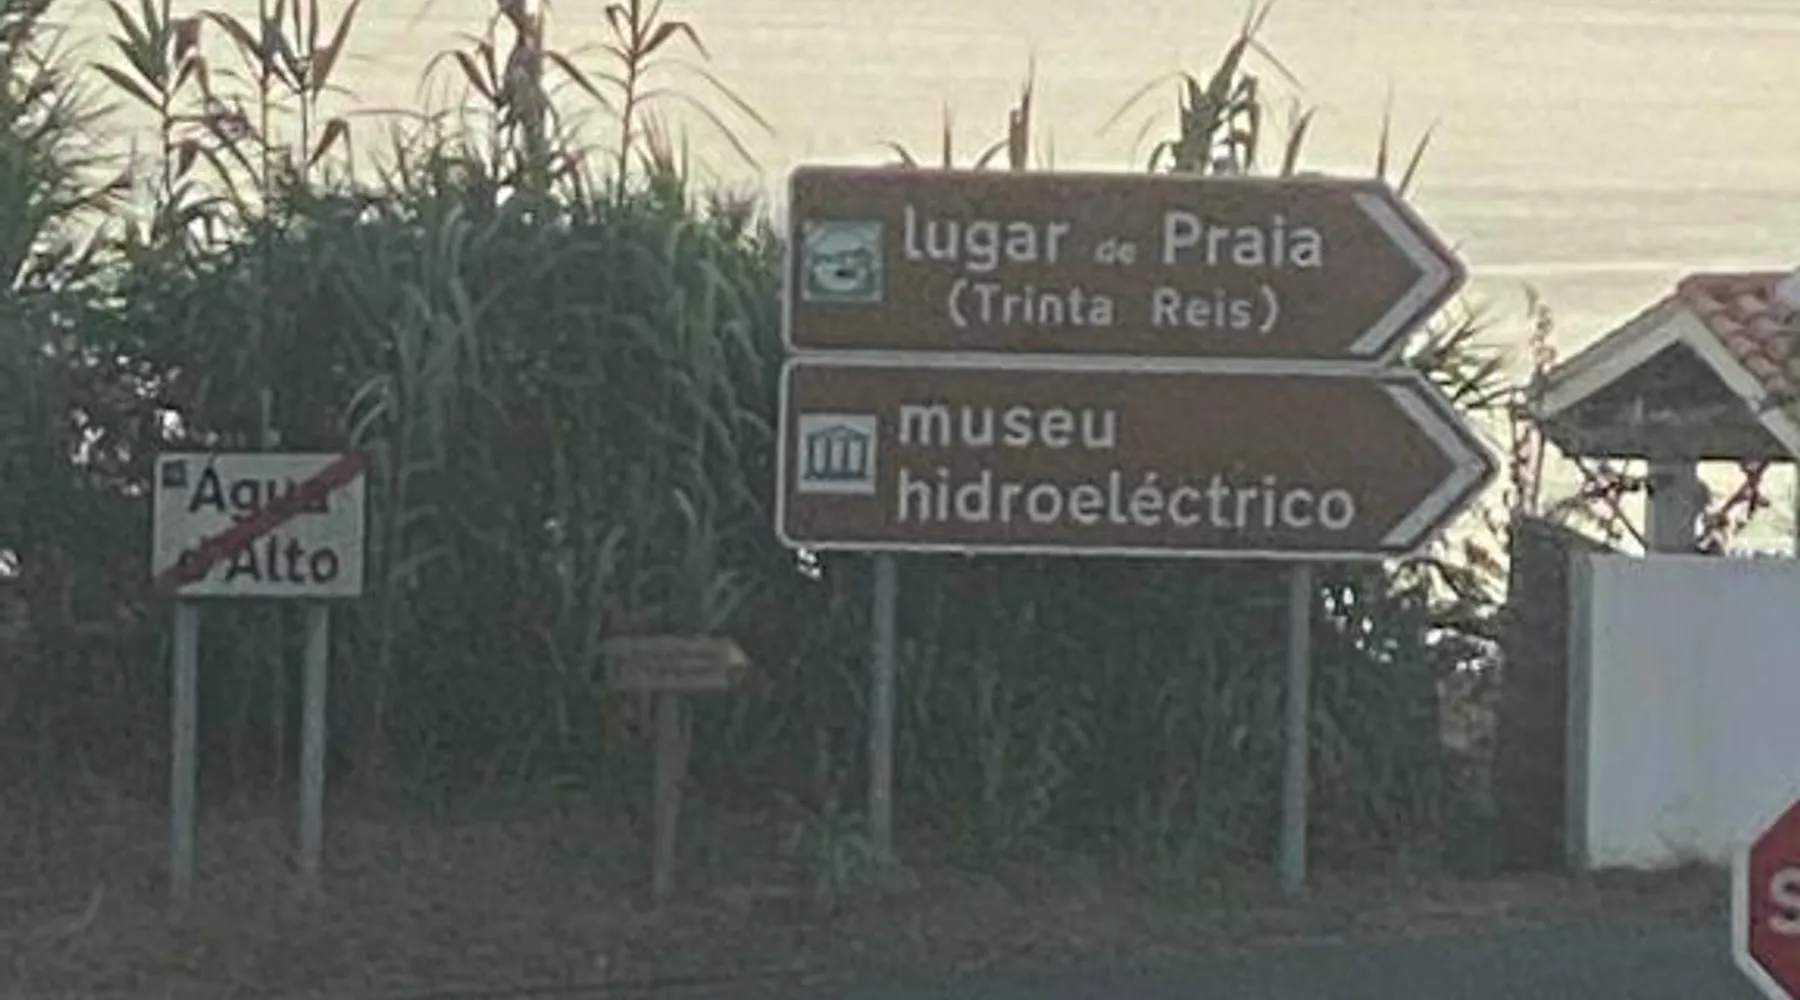 Água
d'Alto
lugar de Praia
(Trinta Reis)
museu
hidroeléctrico